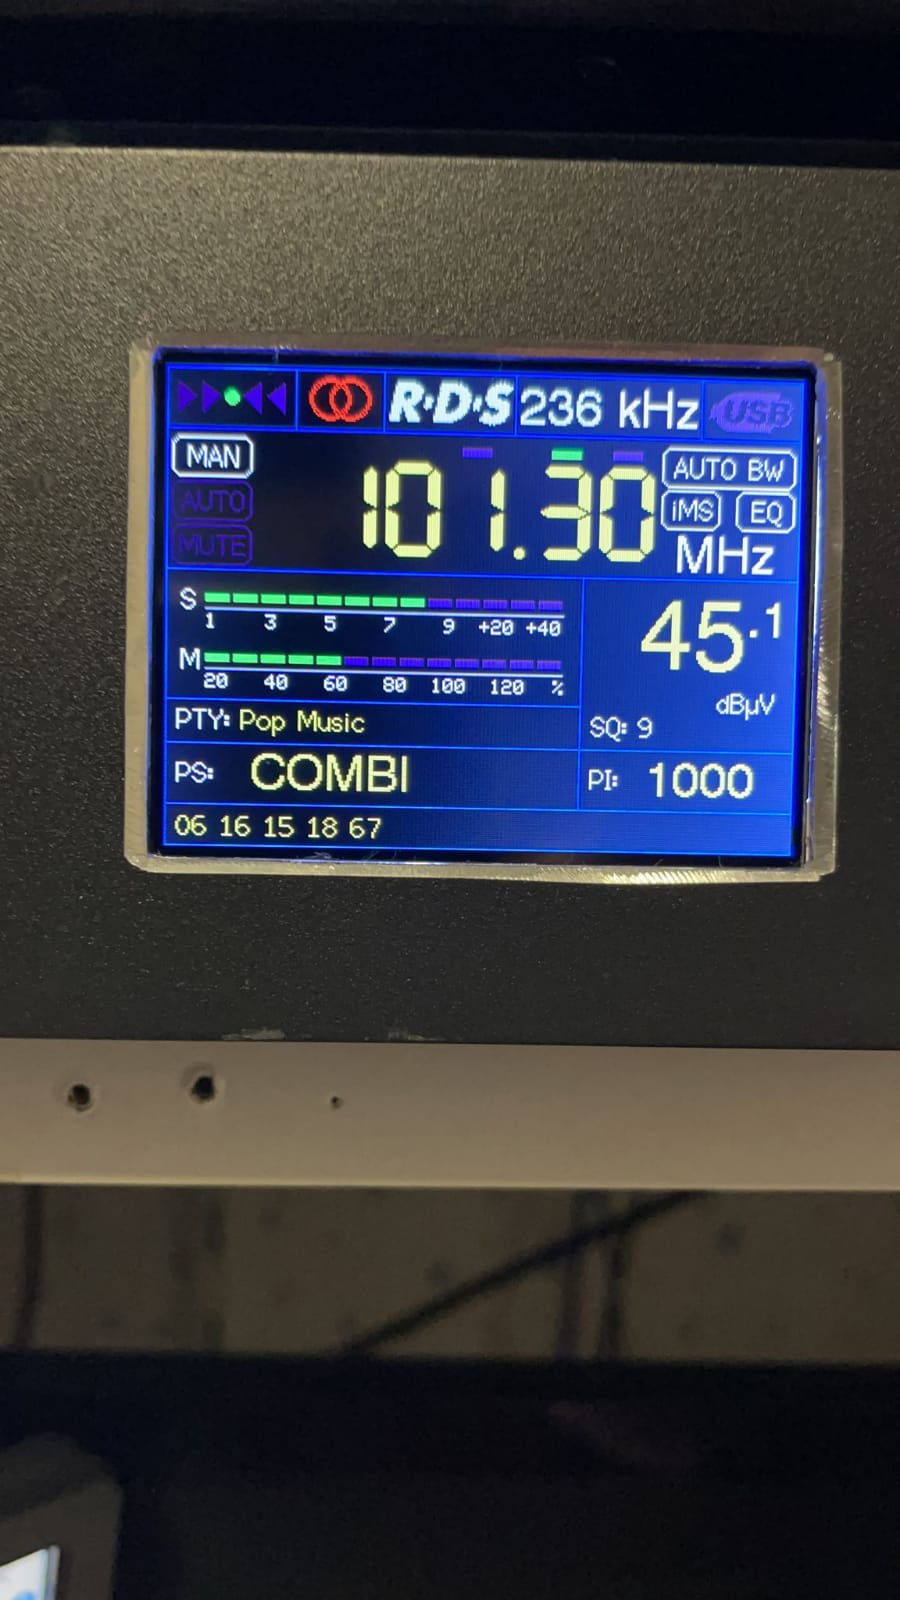 R·D·S 236 kHz USB
MAN
AUTO
MUTE
101.30
AUTO BW
iMS EQ
MHz
S
1 3 5 7 9 +20 +40
M
20 40 60 80 100 120 %
45.1
dBµV
SQ: 9
PTY: Pop Music
PS: COMBI
PI: 1000
06 16 15 18 67